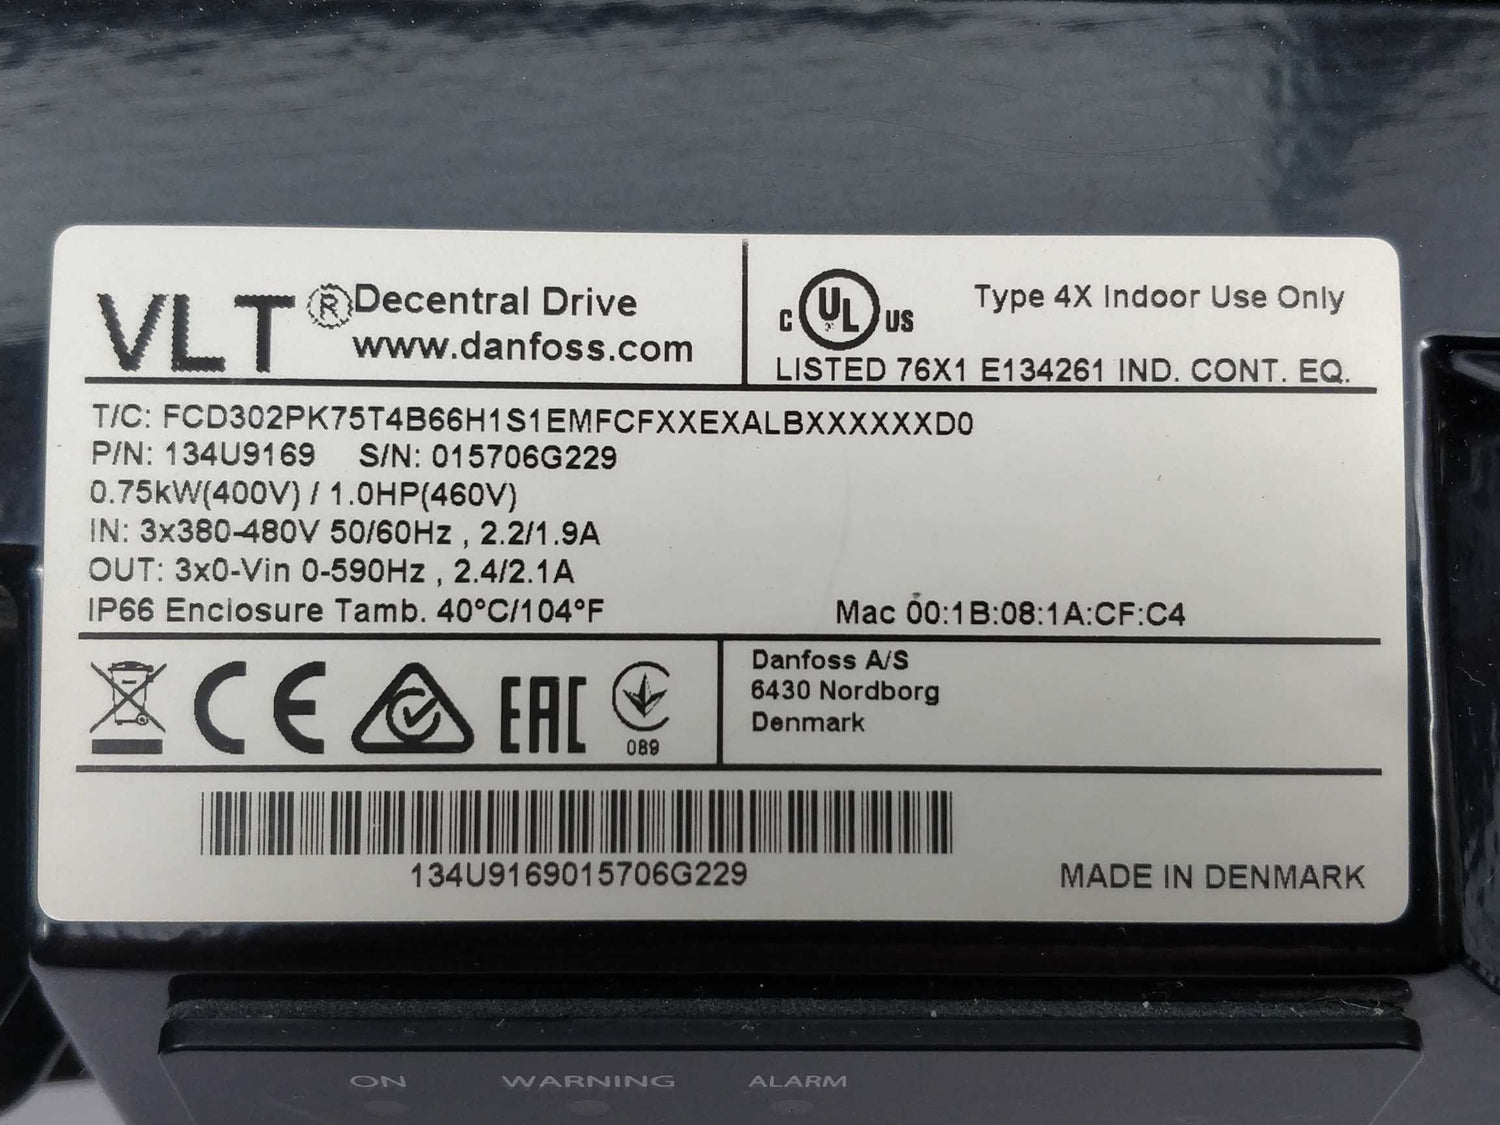 VLT ® Decentral Drive
www.danfoss.com
C UL US Type 4X Indoor Use Only
LISTED 76X1 E134261 IND. CONT. EQ.
T/C: FCD302PK75T4B66H1S1EMFCFXXEXALBXXXXXXD0
P/N: 134U9169 S/N: 015706G229
0.75kW(400V) / 1.0HP(460V)
IN: 3x380-480V 50/60Hz , 2.2/1.9A
OUT: 3x0-Vin 0-590Hz , 2.4/2.1A
IP66 Enclosure Tamb. 40°C/104°F Mac 00:1B:08:1A:CF:C4
CE EAC
089
Danfoss A/S
6430 Nordborg
Denmark
134U9169015706G229
MADE IN DENMARK
ON WARNING ALARM